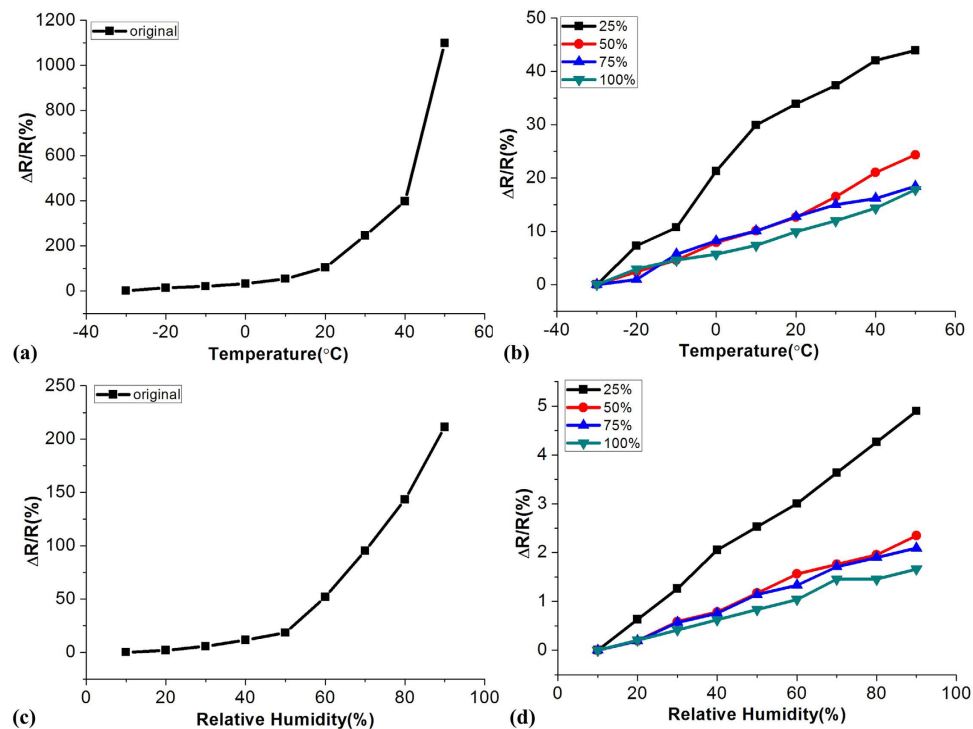 original
ΔR/R(%)
1200
1000
800
600
400
200
0
-40 -20 0 20 40 60
(a) Temperature(°C)
25%
50%
75%
100%
ΔR/R(%)
50
40
30
20
10
0
-20 0 20 40 60
(b) Temperature(°C)
original
ΔR/R(%)
250
200
150
100
50
0
0 20 40 60 80 100
(c) Relative Humidity(%)
25%
50%
75%
100%
ΔR/R(%)
5
4
3
2
1
0
0 20 40 60 80 100
(d) Relative Humidity(%)